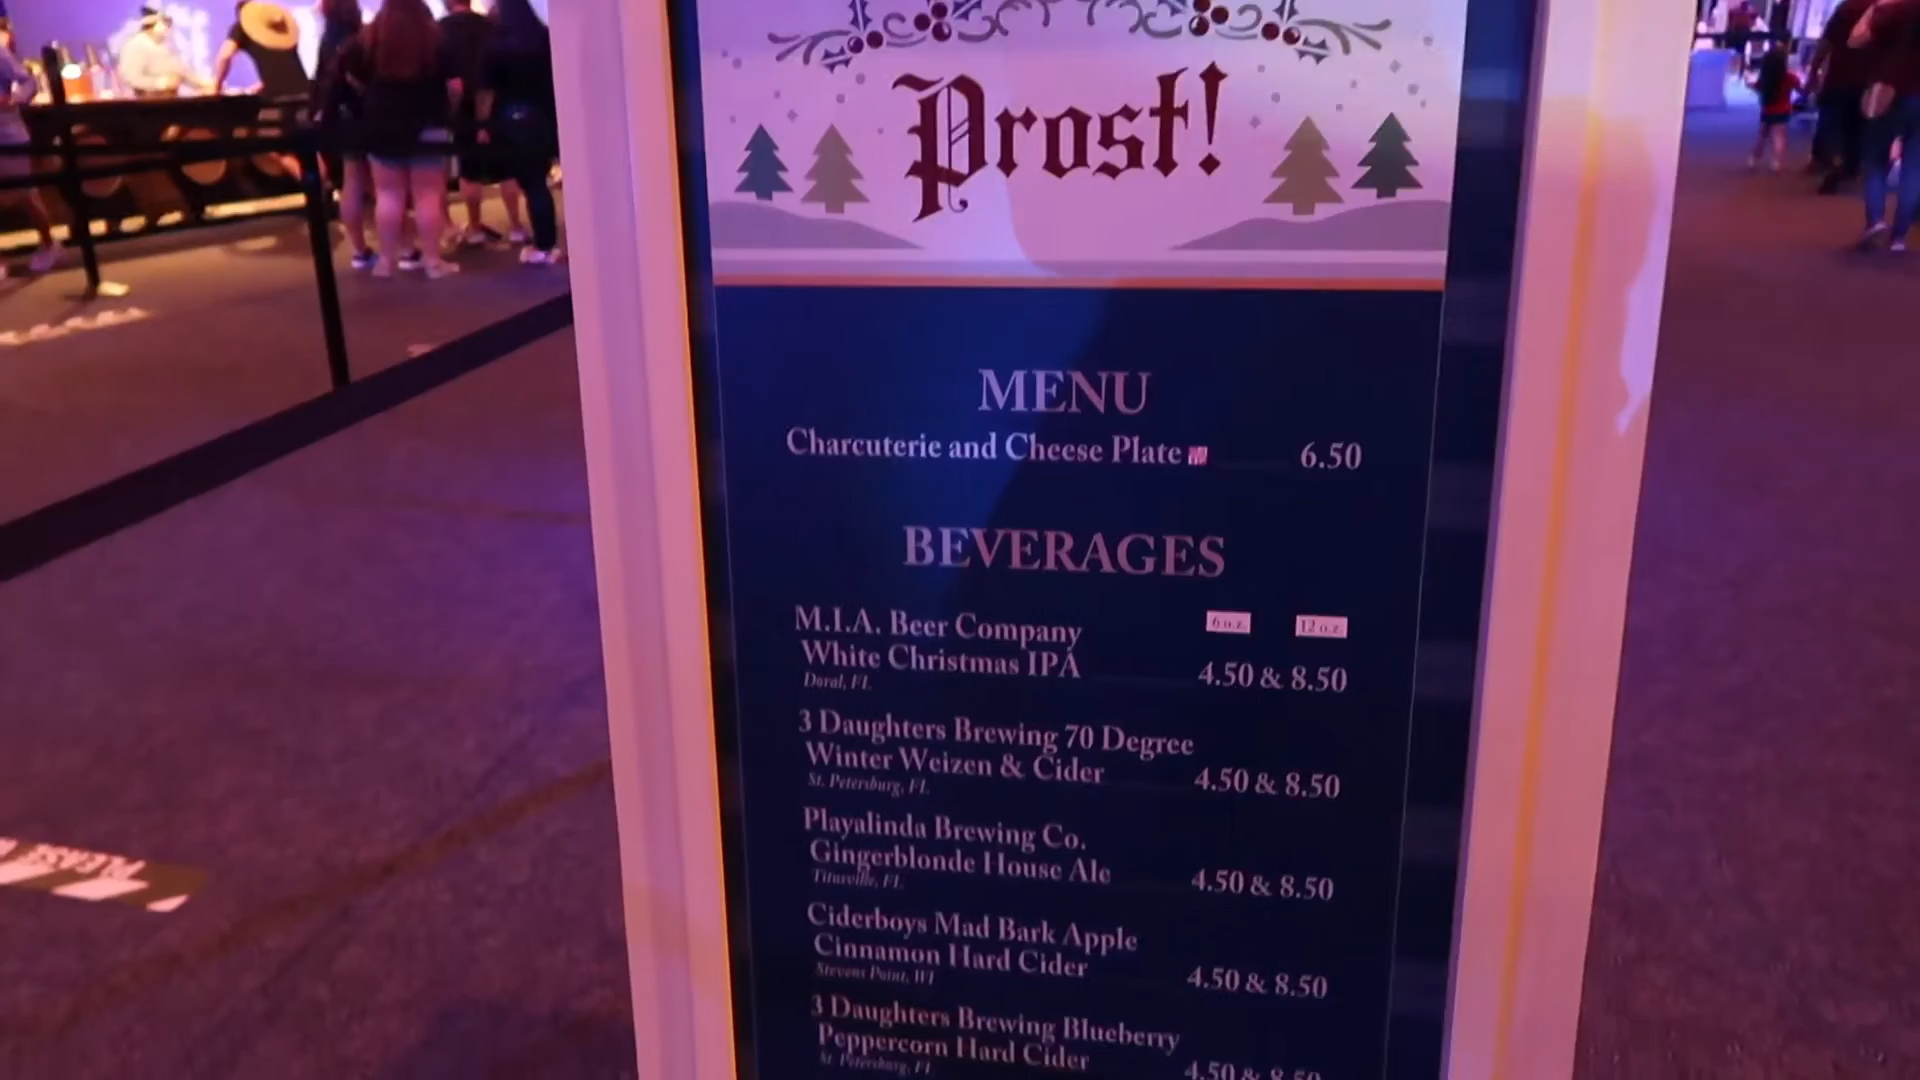 Prost!
MENU
Charcuterie and Cheese Plate 6.50
BEVERAGES
6 oz. 12 oz.
M.I.A. Beer Company
White Christmas IPA 4.50 & 8.50
Doral, FL
3 Daughters Brewing 70 Degree
Winter Weizen & Cider 4.50 & 8.50
St. Petersburg, FL
Playalinda Brewing Co.
Gingerblonde House Ale 4.50 & 8.50
Titusville, FL
Ciderboys Mad Bark Apple
Cinnamon Hard Cider 4.50 & 8.50
Stevens Point, WI
3 Daughters Brewing Blueberry
Peppercorn Hard Cider 4.50 & 8.50
St. Petersburg, FL
PLEASE